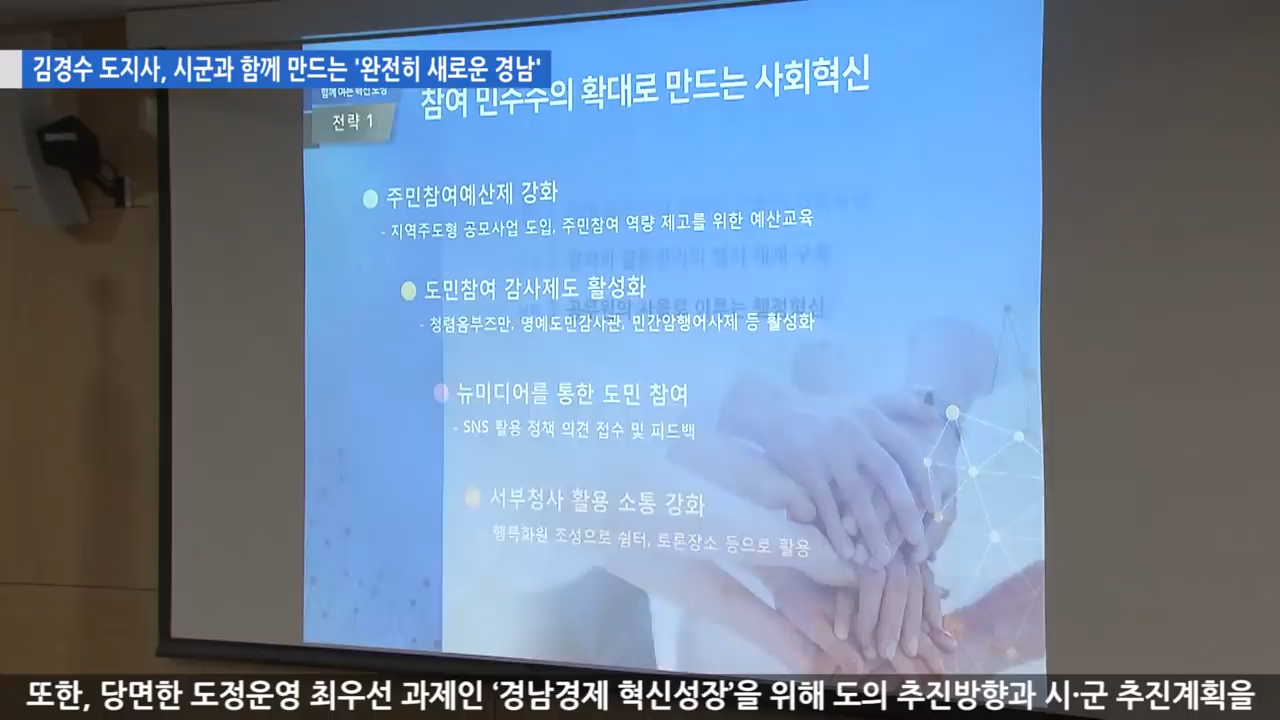 김경수 도지사, 시군과 함께 만드는 '완전히 새로운 경남'
함께 여는 혁신도정
전략 1
참여 민주주의 확대로 만드는 사회혁신
주민참여예산제 강화
- 지역주도형 공모사업 도입, 주민참여 역량 제고를 위한 예산교육
도민참여 감사제도 활성화
- 청렴옴부즈만, 명예도민감사관, 민간암행어사제 등 활성화
뉴미디어를 통한 도민 참여
- SNS 활용 정책 의견 접수 및 피드백
서부청사 활용 소통 강화
행복화원 조성으로 쉼터, 토론장소 등으로 활용
또한, 당면한 도정운영 최우선 과제인 ‘경남경제 혁신성장’을 위해 도의 추진방향과 시·군 추진계획을